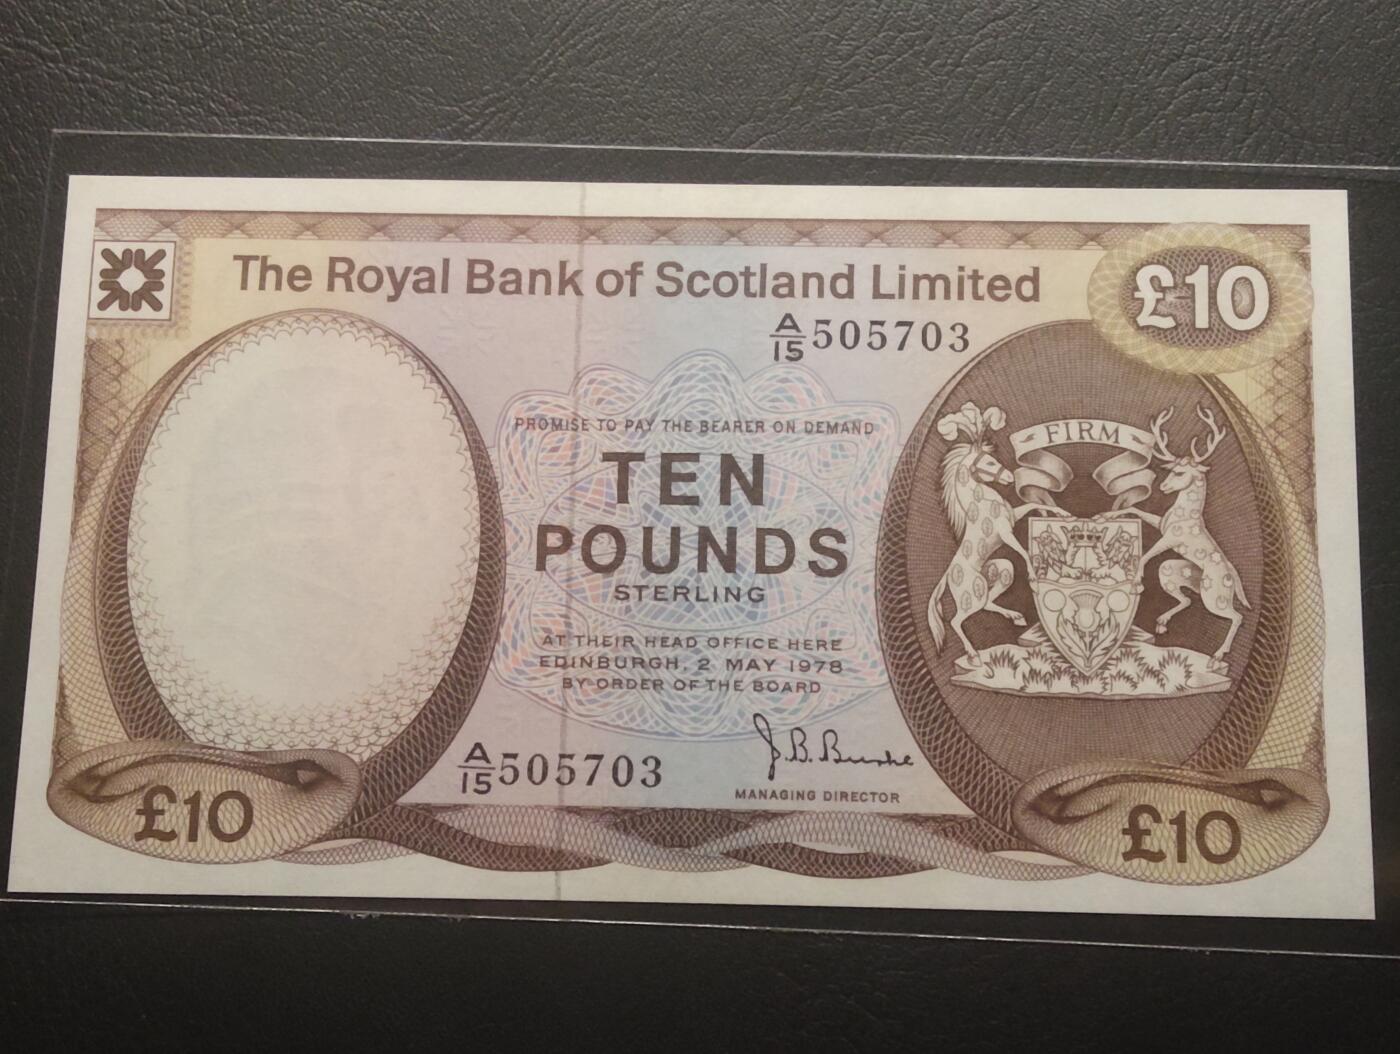 The Royal Bank of Scotland Limited
£10
A/15 505703
FIRM
PROMISE TO PAY THE BEARER ON DEMAND
TEN
POUNDS
STERLING
AT THEIR HEAD OFFICE HERE
EDINBURGH, 2 MAY 1978
BY ORDER OF THE BOARD
J. B. Burke
A/15 505703
MANAGING DIRECTOR
£10
£10